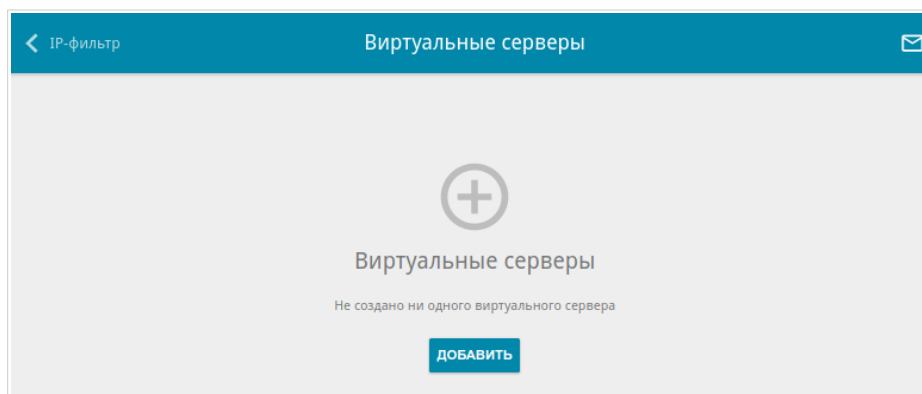 IP-фильтр
Виртуальные серверы
Виртуальные серверы
Не создано ни одного виртуального сервера
ДОБАВИТЬ